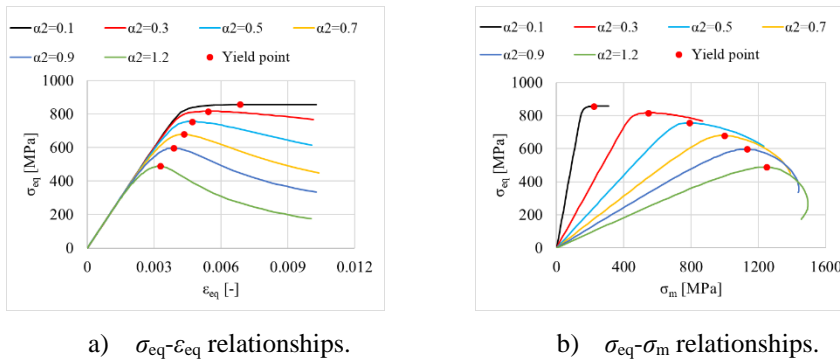 α2=0.1 α2=0.3 α2=0.5 α2=0.7
α2=0.9 α2=1.2 Yield point
1000
800
600
400
200
0
σeq [MPa]
0 0.003 0.006 0.009 0.012
εeq [-]
a) σeq-εeq relationships.
α2=0.1 α2=0.3 α2=0.5 α2=0.7
α2=0.9 α2=1.2 Yield point
1000
800
600
400
200
0
σeq [MPa]
0 400 800 1200 1600
σm [MPa]
b) σeq-σm relationships.